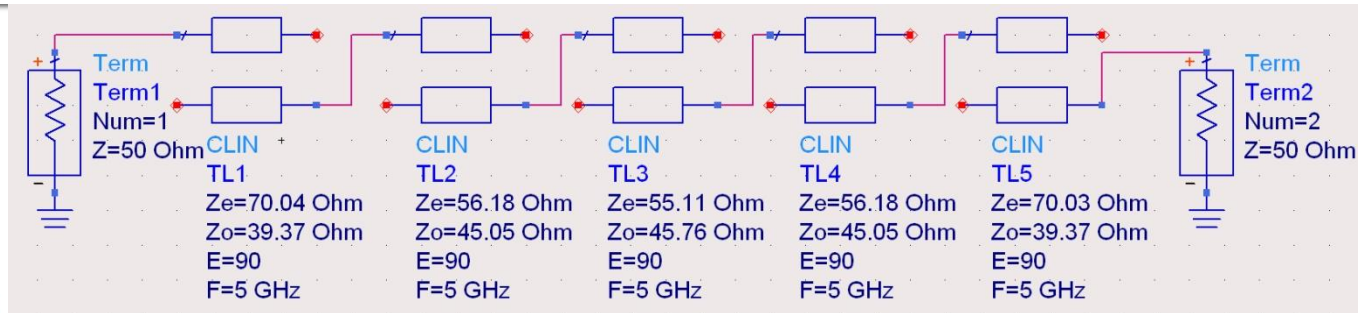 +
Term
Term1
Num=1
Z=50 Ohm
-
CLIN
TL1
Ze=70.04 Ohm
Zo=39.37 Ohm
E=90
F=5 GHz
CLIN
TL2
Ze=56.18 Ohm
Zo=45.05 Ohm
E=90
F=5 GHz
CLIN
TL3
Ze=55.11 Ohm
Zo=45.76 Ohm
E=90
F=5 GHz
CLIN
TL4
Ze=56.18 Ohm
Zo=45.05 Ohm
E=90
F=5 GHz
CLIN
TL5
Ze=70.03 Ohm
Zo=39.37 Ohm
E=90
F=5 GHz
+
Term
Term2
Num=2
Z=50 Ohm
-